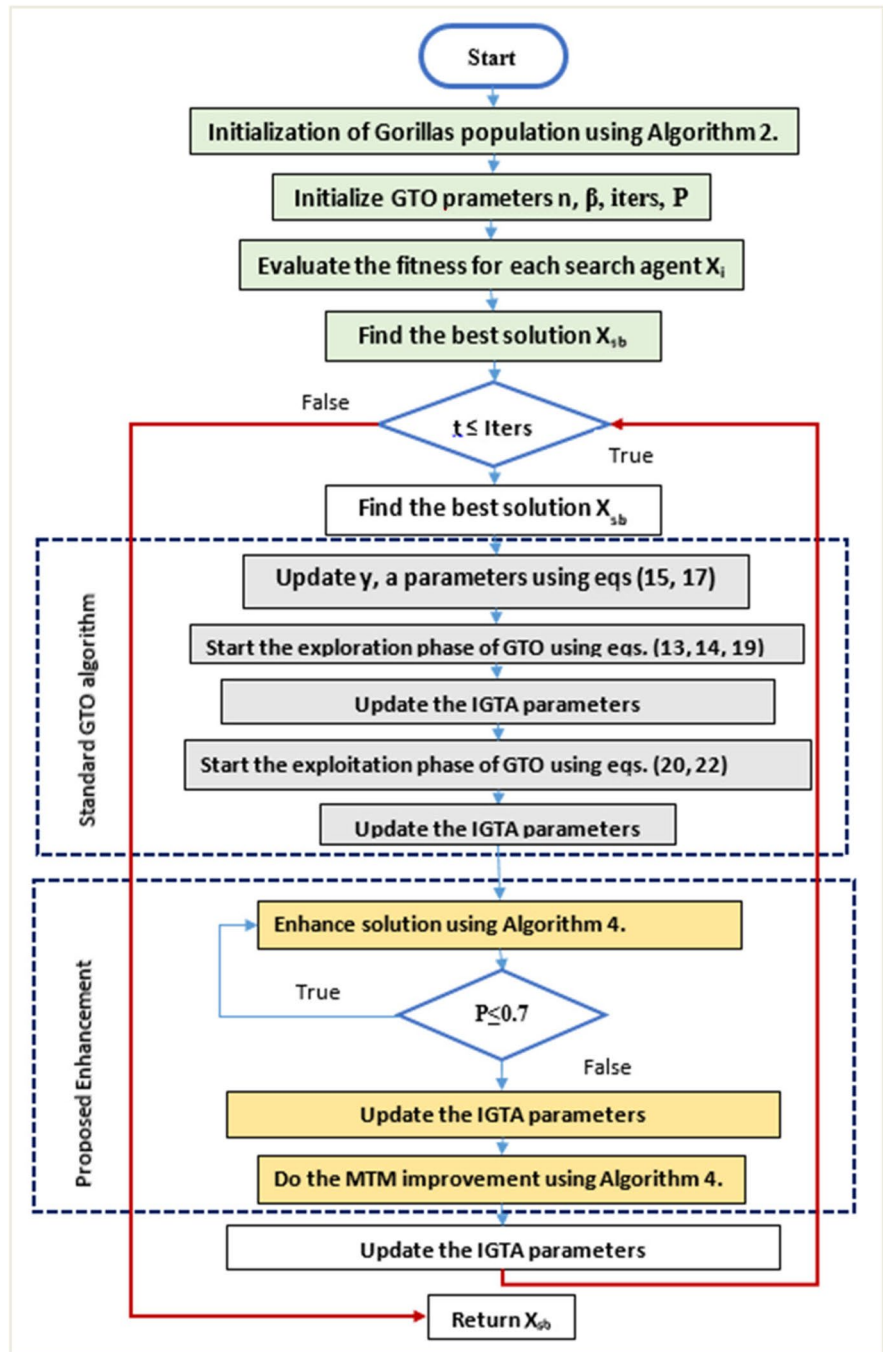 Start
Initialization of Gorillas population using Algorithm 2.
Initialize GTO prameters n, β, iters, P
Evaluate the fitness for each search agent Xᵢ
Find the best solution Xsb
False
t ≤ Iters
True
Find the best solution Xsb
Standard GTO algorithm
Update y, a parameters using eqs (15, 17)
Start the exploration phase of GTO using eqs. (13, 14, 19)
Update the IGTA parameters
Start the exploitation phase of GTO using eqs. (20, 22)
Update the IGTA parameters
Proposed Enhancement
Enhance solution using Algorithm 4.
True
P≤0.7
False
Update the IGTA parameters
Do the MTM improvement using Algorithm 4.
Update the IGTA parameters
Return Xsb